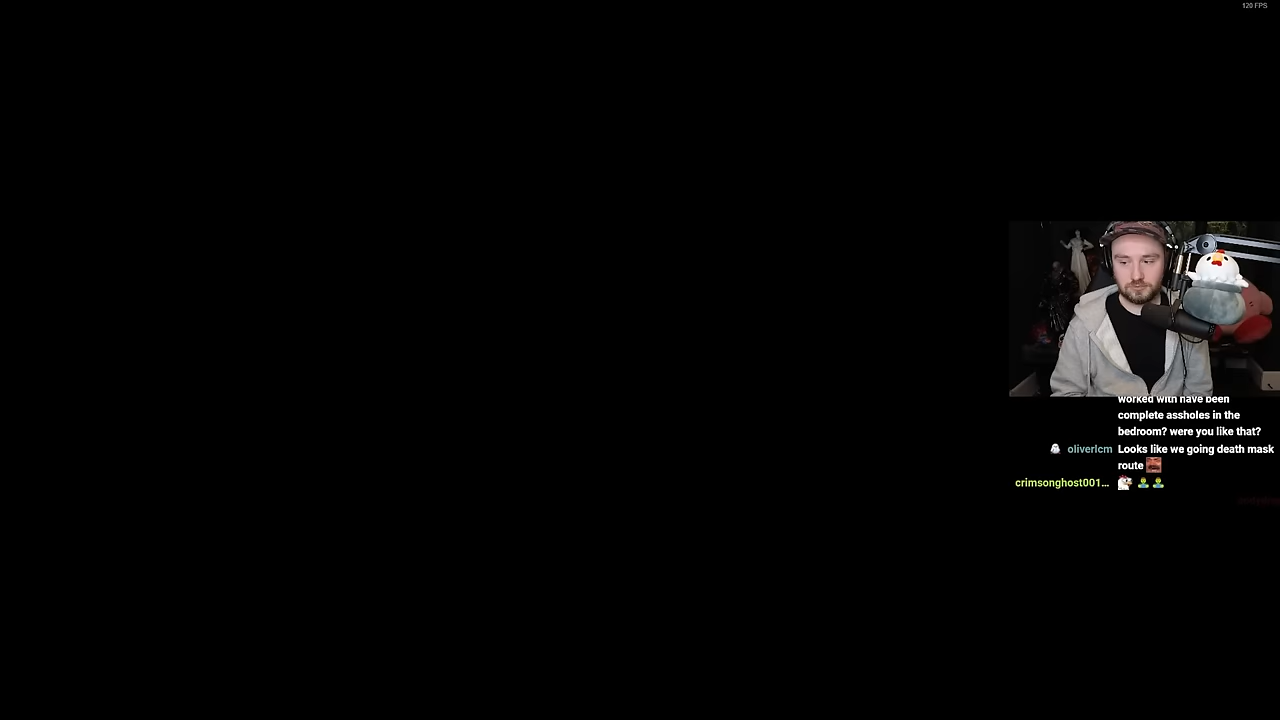 120 FPS
worked with have been
complete assholes in the
bedroom? were you like that?
oliverlcm Looks like we going death mask
route
crimsonghost001...